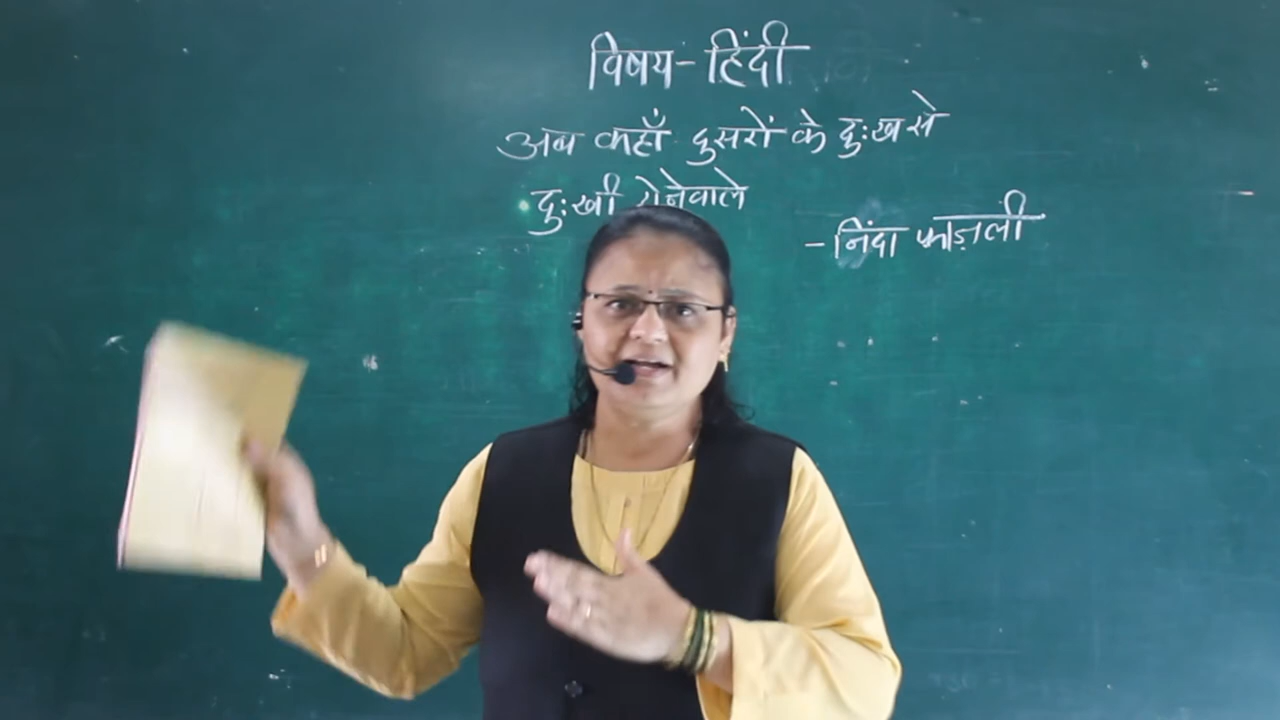 विषय - हिंदी
अब कहाँ दुसरों के दुःख से
दुःखी होनेवाले
- निंदा फाज़ली